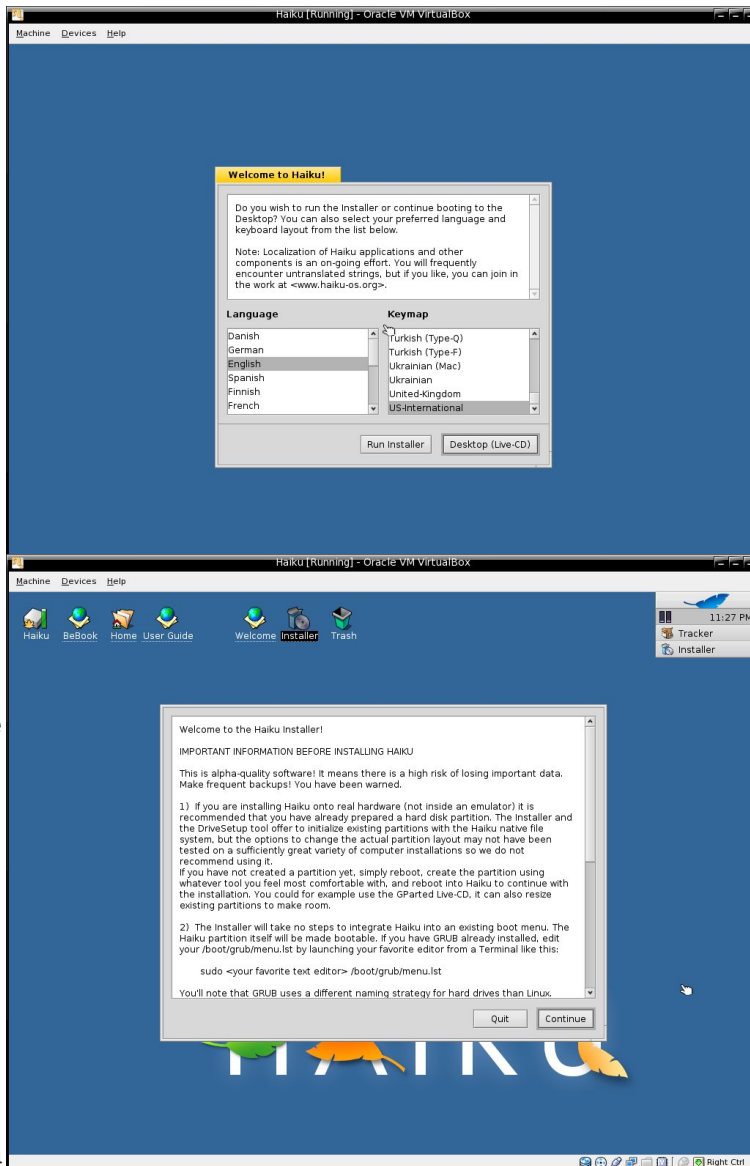 Haiku [Running] - Oracle VM VirtualBox
Machine Devices Help
Welcome to Haiku!
Do you wish to run the Installer or continue booting to the
Desktop? You can also select your preferred language and
keyboard layout from the list below.
Note: Localization of Haiku applications and other
components is an on-going effort. You will frequently
encounter untranslated strings, but if you like, you can join in
the work at <www.haiku-os.org>.
Language
Keymap
Danish
German
English
Spanish
Finnish
French
Turkish (Type-Q)
Turkish (Type-F)
Ukrainian (Mac)
Ukrainian
United-Kingdom
US-International
Run Installer
Desktop (Live-CD)
Haiku [Running] - Oracle VM VirtualBox
Machine Devices Help
Haiku BeBook Home User Guide Welcome Installer Trash
11:27 PM
Tracker
Installer
Welcome to the Haiku Installer!
IMPORTANT INFORMATION BEFORE INSTALLING HAIKU
This is alpha-quality software! It means there is a high risk of losing important data.
Make frequent backups! You have been warned.
1) If you are installing Haiku onto real hardware (not inside an emulator) it is
recommended that you have already prepared a hard disk partition. The Installer and
the DriveSetup tool offer to initialize existing partitions with the Haiku native file
system, but the options to change the actual partition layout may not have been
tested on a sufficiently great variety of computer installations so we do not
recommend using it.
If you have not created a partition yet, simply reboot, create the partition using
whatever tool you feel most comfortable with, and reboot into Haiku to continue with
the installation. You could for example use the GParted Live-CD, it can also resize
existing partitions to make room.
2) The Installer will take no steps to integrate Haiku into an existing boot menu. The
Haiku partition itself will be made bootable. If you have GRUB already installed, edit
your /boot/grub/menu.lst by launching your favorite editor from a Terminal like this:
sudo <your favorite text editor> /boot/grub/menu.lst
You'll note that GRUB uses a different naming strategy for hard drives than Linux.
Quit
Continue
HAIKU
Right Ctrl